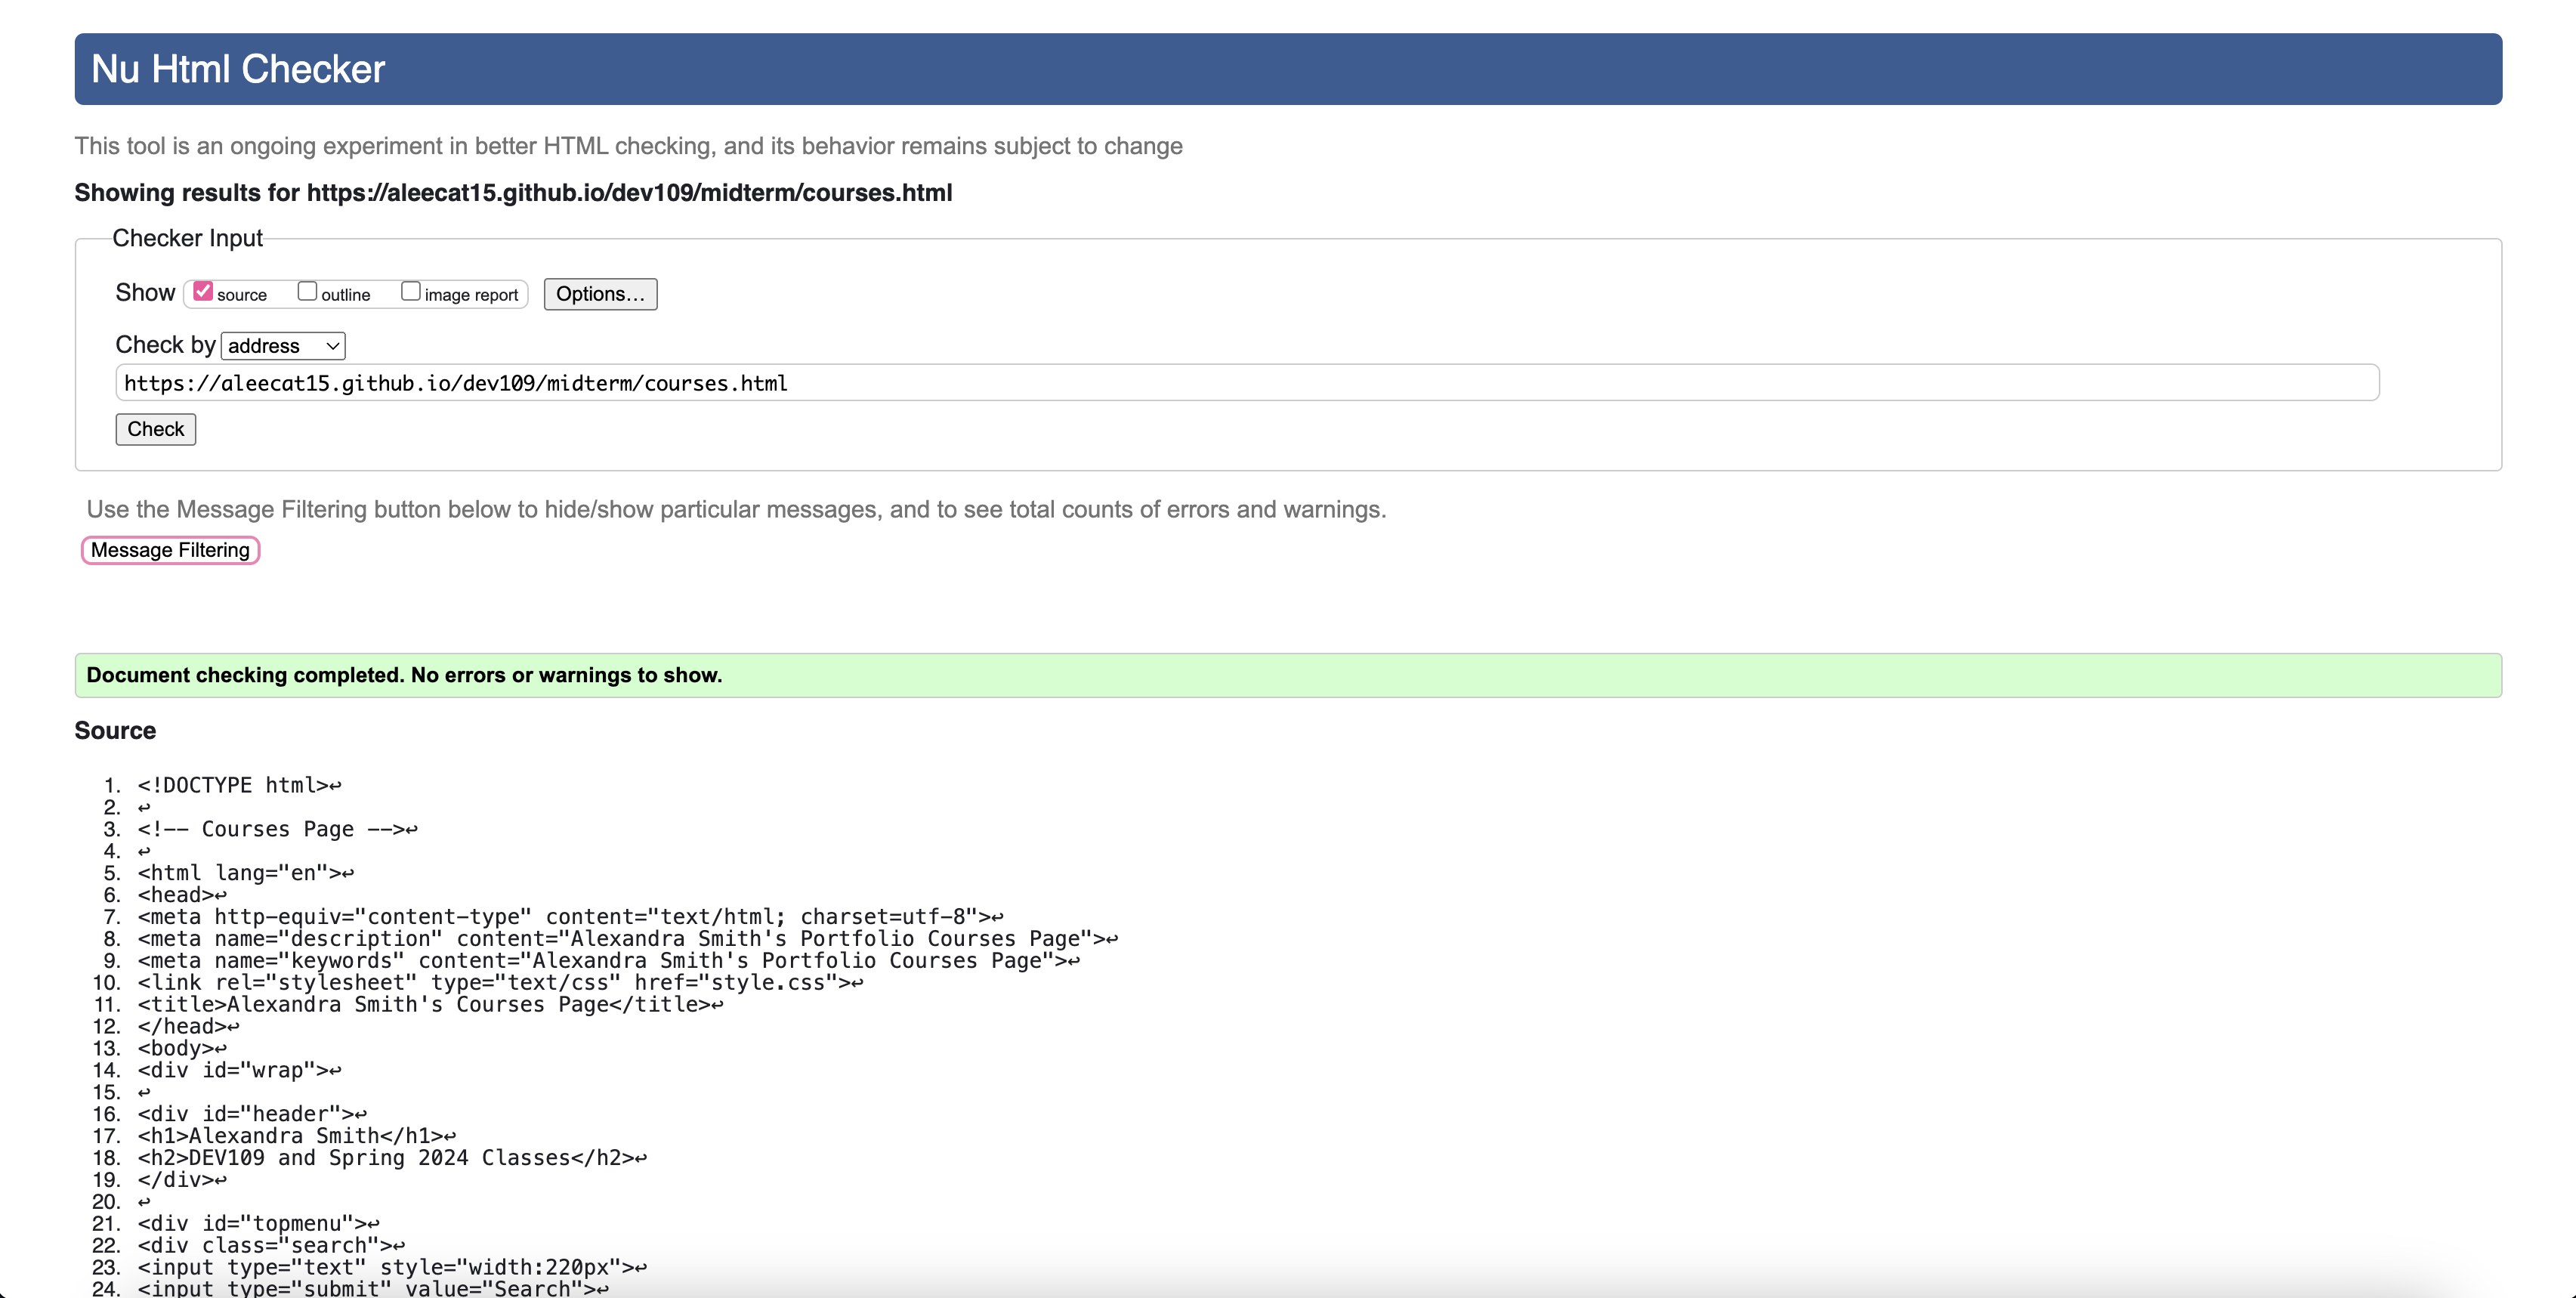 Nu Html Checker
This tool is an ongoing experiment in better HTML checking, and its behavior remains subject to change
Showing results for https://aleecat15.github.io/dev109/midterm/courses.html
Checker Input
Show source outline image report Options...
Check by address
https://aleecat15.github.io/dev109/midterm/courses.html
Check
Use the Message Filtering button below to hide/show particular messages, and to see total counts of errors and warnings.
Message Filtering
Document checking completed. No errors or warnings to show.
Source
1. <!DOCTYPE html>↩
2. ↩
3. <!-- Courses Page -->↩
4. ↩
5. <html lang="en">↩
6. <head>↩
7. <meta http-equiv="content-type" content="text/html; charset=utf-8">↩
8. <meta name="description" content="Alexandra Smith's Portfolio Courses Page">↩
9. <meta name="keywords" content="Alexandra Smith's Portfolio Courses Page">↩
10. <link rel="stylesheet" type="text/css" href="style.css">↩
11. <title>Alexandra Smith's Courses Page</title>↩
12. </head>↩
13. <body>↩
14. <div id="wrap">↩
15. ↩
16. <div id="header">↩
17. <h1>Alexandra Smith</h1>↩
18. <h2>DEV109 and Spring 2024 Classes</h2>↩
19. </div>↩
20. ↩
21. <div id="topmenu">↩
22. <div class="search">↩
23. <input type="text" style="width:220px">↩
24. <input type="submit" value="Search">↩